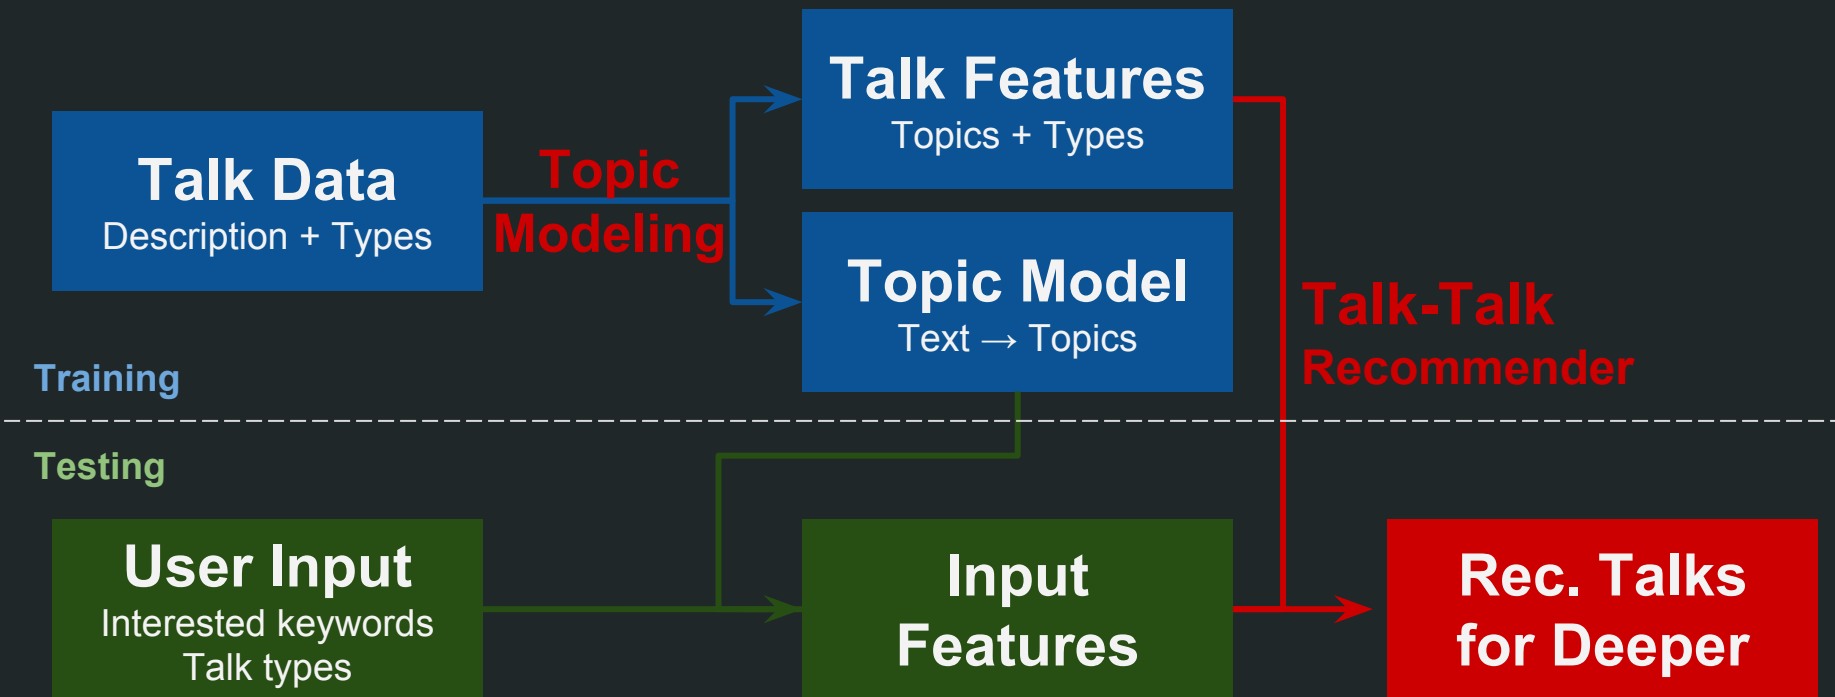 Talk Data
Description + Types
Topic
Modeling
Talk Features
Topics + Types
Topic Model
Text → Topics
Talk-Talk
Recommender
Training
Testing
User Input
Interested keywords
Talk types
Input
Features
Rec. Talks
for Deeper